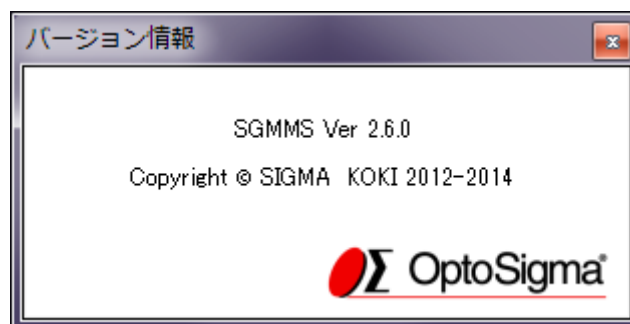 バージョン情報
SGMMS Ver 2.6.0
Copyright © SIGMA KOKI 2012-2014
OptoSigma®